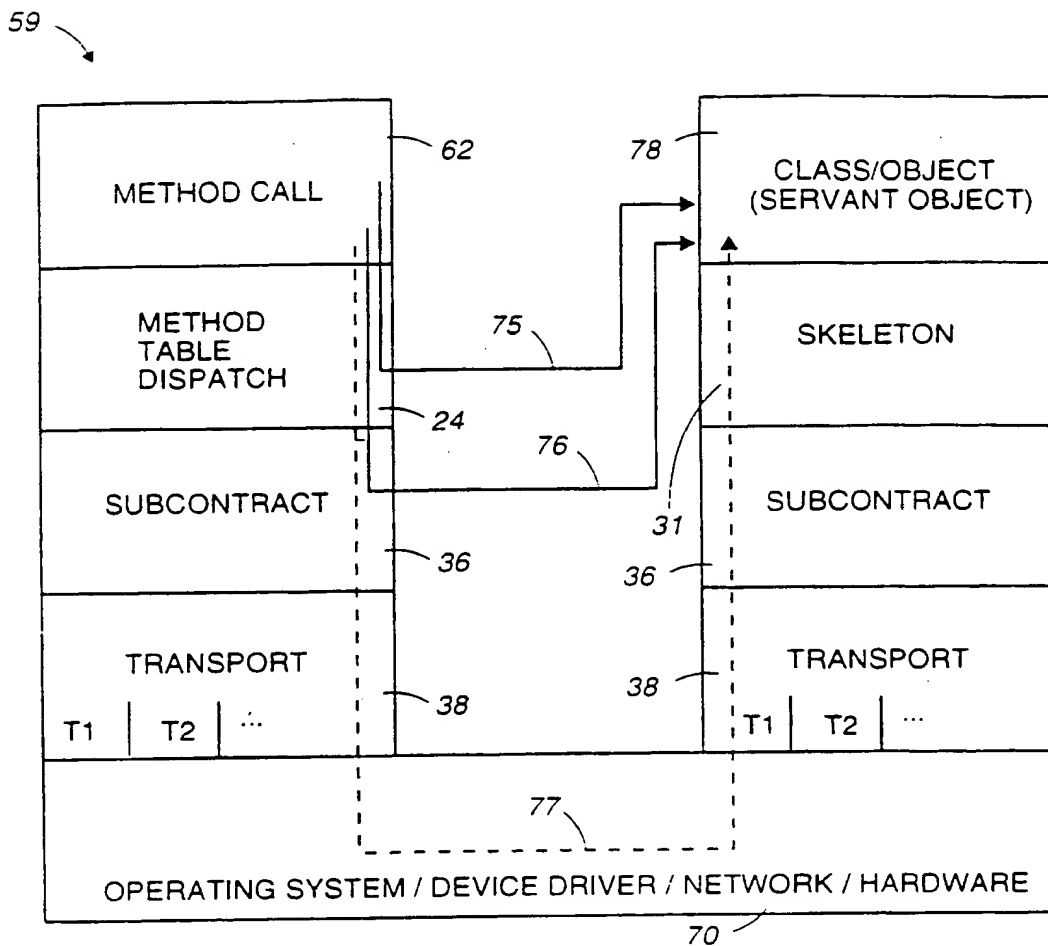 59
62
78
METHOD CALL
CLASS/OBJECT
(SERVANT OBJECT)
METHOD
TABLE
DISPATCH
75
SKELETON
24
76
31
SUBCONTRACT
SUBCONTRACT
36
36
TRANSPORT
TRANSPORT
38
38
T1 T2 ...
T1 T2 ...
77
OPERATING SYSTEM / DEVICE DRIVER / NETWORK / HARDWARE
70